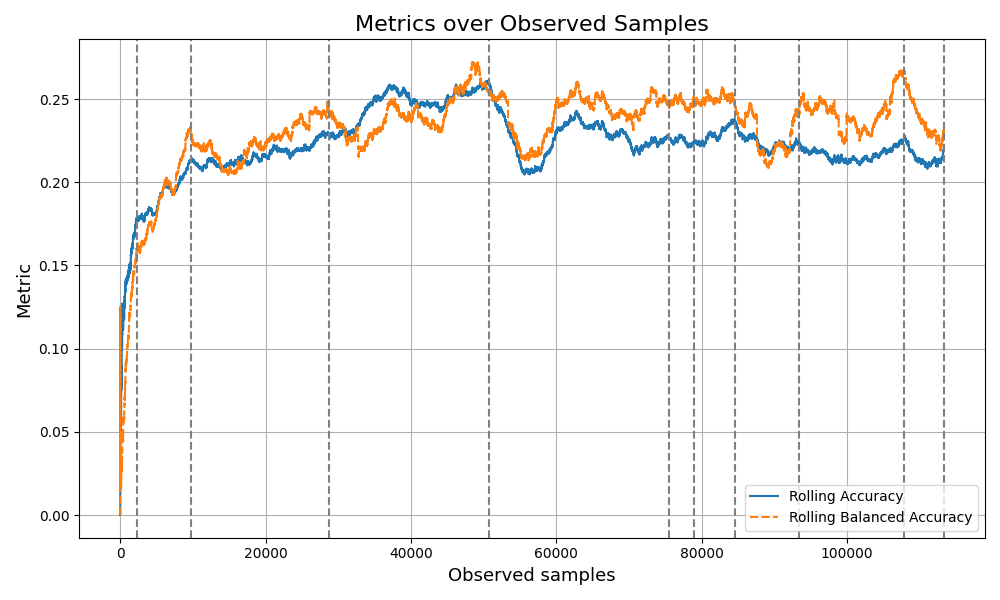 Metrics over Observed Samples
Metric
0.25
0.20
0.15
0.10
0.05
0.00
0 20000 40000 60000 80000 100000
Observed samples
Rolling Accuracy
Rolling Balanced Accuracy